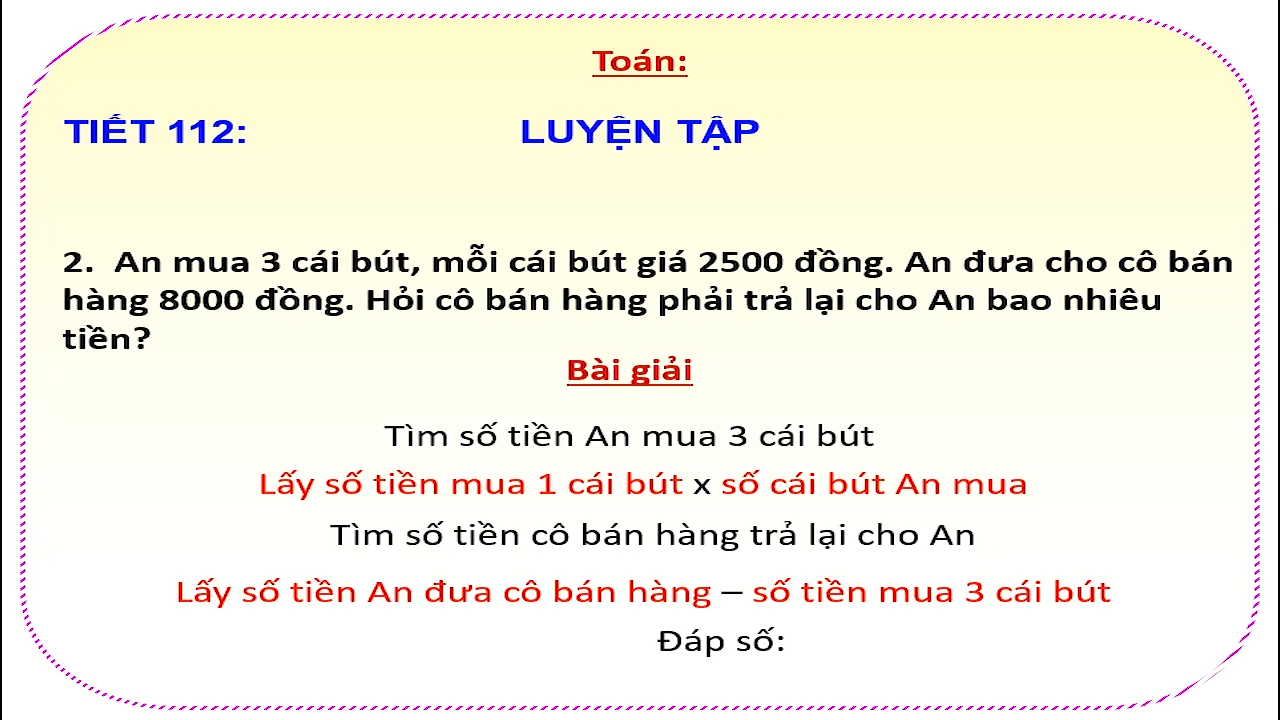 Toán:
TIẾT 112: LUYỆN TẬP
2. An mua 3 cái bút, mỗi cái bút giá 2500 đồng. An đưa cho cô bán
hàng 8000 đồng. Hỏi cô bán hàng phải trả lại cho An bao nhiêu
tiền?
Bài giải
Tìm số tiền An mua 3 cái bút
Lấy số tiền mua 1 cái bút x số cái bút An mua
Tìm số tiền cô bán hàng trả lại cho An
Lấy số tiền An đưa cô bán hàng – số tiền mua 3 cái bút
Đáp số: